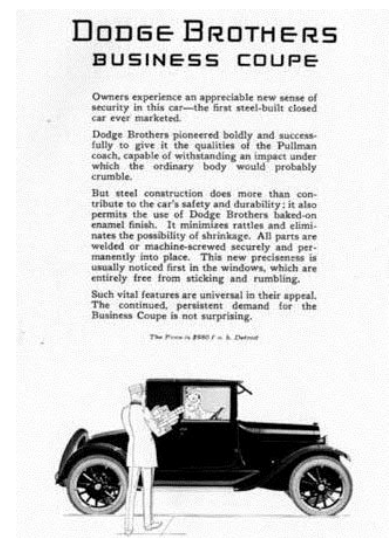 DODGE BROTHERS
BUSINESS COUPE
Owners experience an appreciable new sense of
security in this car—the first steel-built closed
car ever marketed.
Dodge Brothers pioneered boldly and success-
fully to give it the qualities of the Pullman
coach, capable of withstanding an impact under
which the ordinary body would probably
crumble.
But steel construction does more than con-
tribute to the car's safety and durability; it also
permits the use of Dodge Brothers baked-on
enamel finish. It minimizes rattles and elimi-
nates the possibility of shrinkage. All parts are
welded or machine-screwed securely and per-
manently into place. This new preciseness is
usually noticed first in the windows, which are
entirely free from sticking and rumbling.
Such vital features are universal in their appeal.
The continued, persistent demand for the
Business Coupe is not surprising.
The Price is $980 f. o. b. Detroit